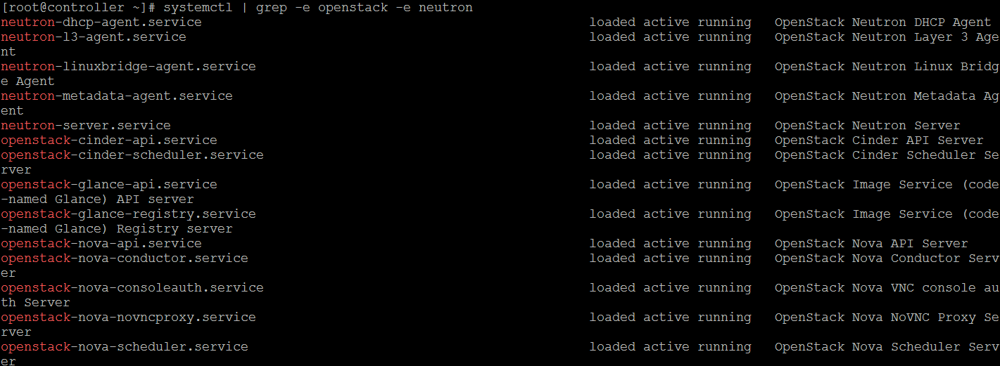 [root@controller ~]# systemctl | grep -e openstack -e neutron
neutron-dhcp-agent.service loaded active running OpenStack Neutron DHCP Agent
neutron-l3-agent.service loaded active running OpenStack Neutron Layer 3 Age
nt
neutron-linuxbridge-agent.service loaded active running OpenStack Neutron Linux Bridg
e Agent
neutron-metadata-agent.service loaded active running OpenStack Neutron Metadata Ag
ent
neutron-server.service loaded active running OpenStack Neutron Server
openstack-cinder-api.service loaded active running OpenStack Cinder API Server
openstack-cinder-scheduler.service loaded active running OpenStack Cinder Scheduler Se
rver
openstack-glance-api.service loaded active running OpenStack Image Service (code
-named Glance) API server
openstack-glance-registry.service loaded active running OpenStack Image Service (code
-named Glance) Registry server
openstack-nova-api.service loaded active running OpenStack Nova API Server
openstack-nova-conductor.service loaded active running OpenStack Nova Conductor Serv
er
openstack-nova-consoleauth.service loaded active running OpenStack Nova VNC console au
th Server
openstack-nova-novncproxy.service loaded active running OpenStack Nova NoVNC Proxy Se
rver
openstack-nova-scheduler.service loaded active running OpenStack Nova Scheduler Serv
er